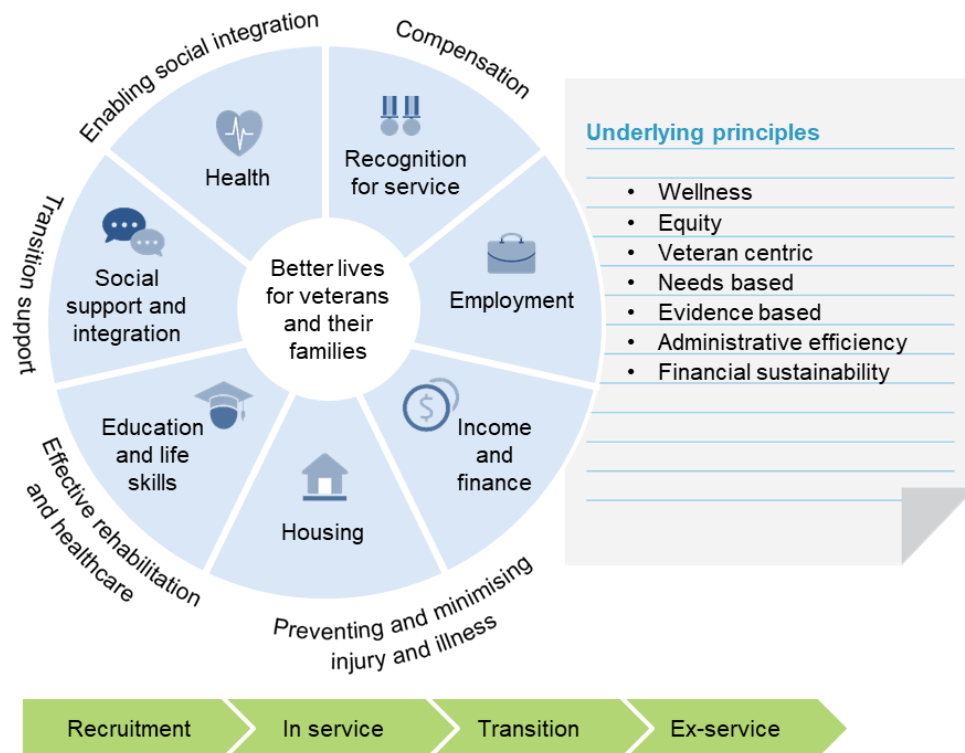 Enabling social integration
Compensation
Transition support
Effective rehabilitation
and healthcare
Preventing and minimising
injury and illness
Health
Recognition
for service
Employment
Income
and
finance
$
Housing
Education
and life
skills
Social
support and
integration
Better lives
for veterans
and their
families
Underlying principles
• Wellness
• Equity
• Veteran centric
• Needs based
• Evidence based
• Administrative efficiency
• Financial sustainability
Recruitment
In service
Transition
Ex-service